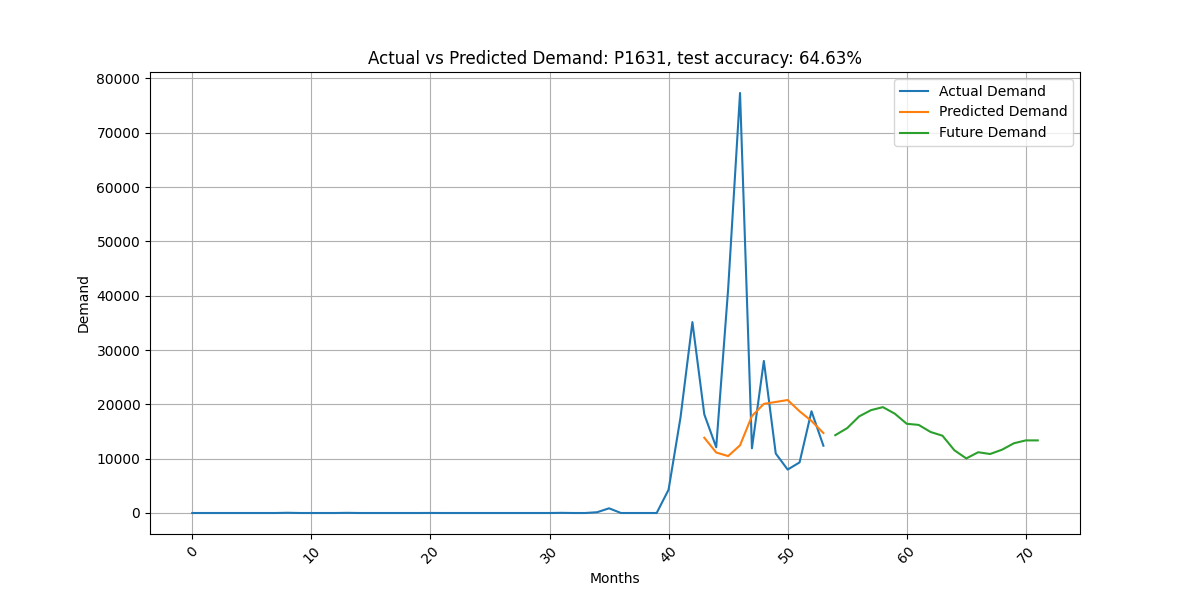 Actual vs Predicted Demand: P1631, test accuracy: 64.63%
80000
70000
60000
50000
40000
30000
20000
10000
0
Demand
Actual Demand
Predicted Demand
Future Demand
0
10
20
30
40
50
60
70
Months